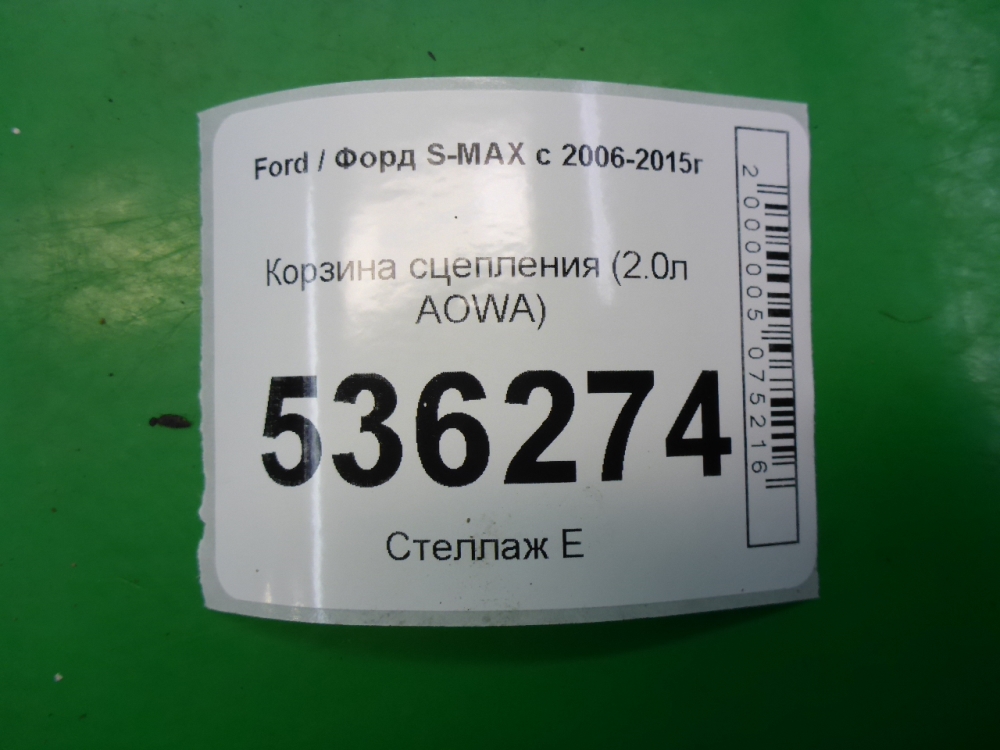 Ford / Форд S-MAX с 2006-2015г
Корзина сцепления (2.0л
AOWA)
536274
Стеллаж Е
2000005075216